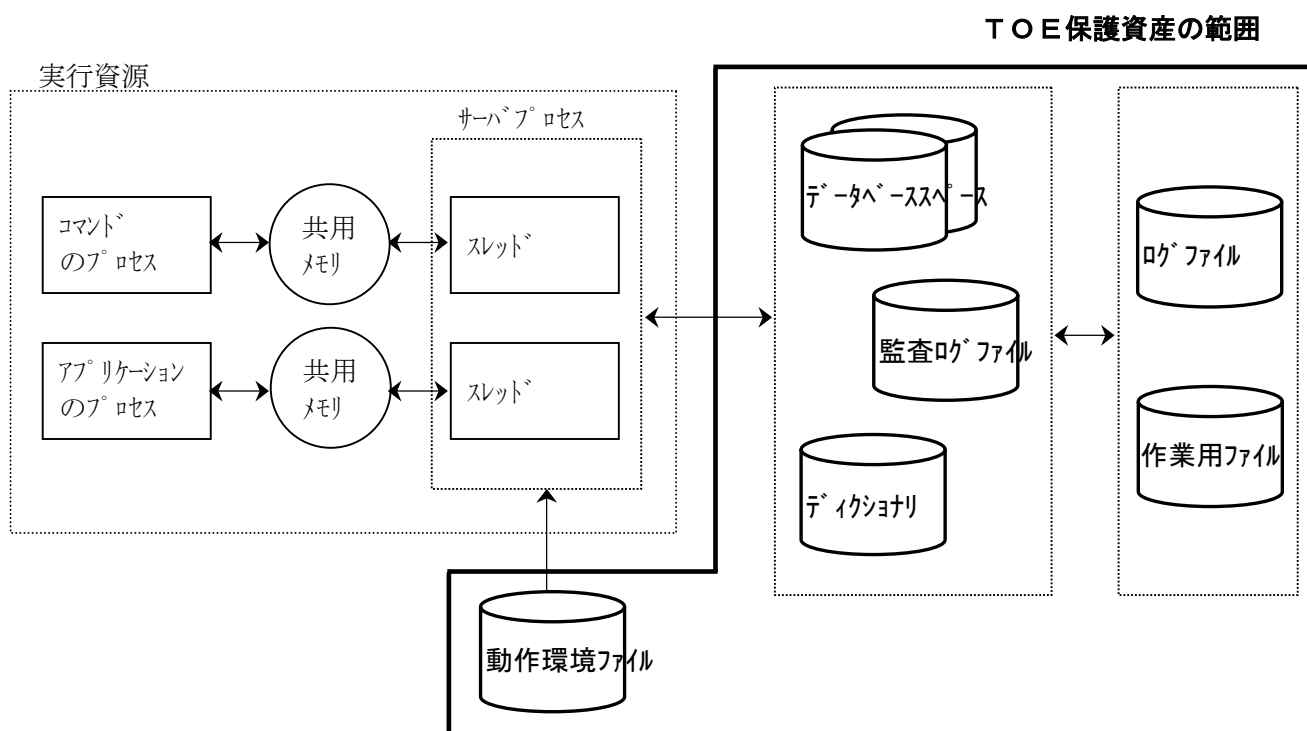 ＴＯＥ保護資産の範囲
実行資源
ｻｰﾊﾞﾌﾟﾛｾｽ
ｺﾏﾝﾄﾞ
のﾌﾟﾛｾｽ
共用
ﾒﾓﾘ
ｽﾚｯﾄﾞ
ｱﾌﾟﾘｹｰｼｮﾝ
のﾌﾟﾛｾｽ
共用
ﾒﾓﾘ
ｽﾚｯﾄﾞ
ﾃﾞｰﾀﾍﾞｰｽｽﾍﾟｰｽ
監査ﾛｸﾞﾌｧｲﾙ
ﾃﾞｨｸｼｮﾅﾘ
ﾛｸﾞﾌｧｲﾙ
作業用ﾌｧｲﾙ
動作環境ﾌｧｲﾙ